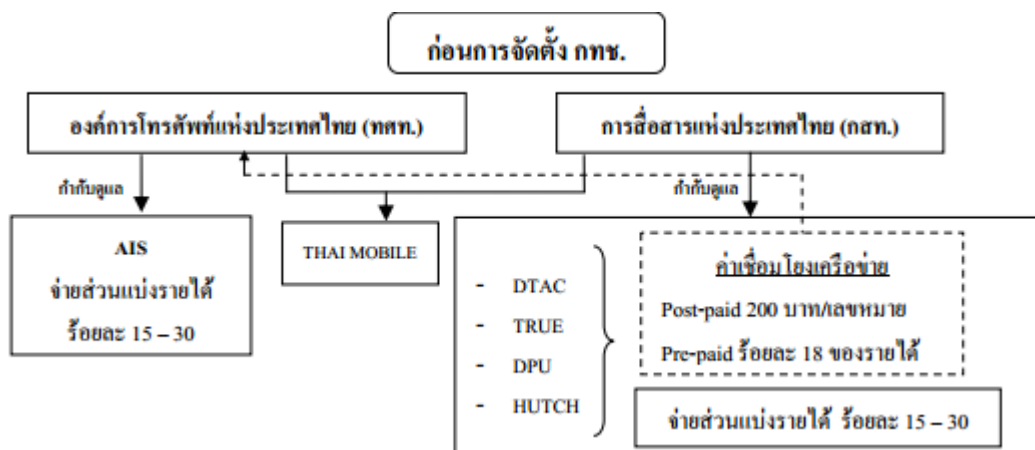 ก่อนการจัดตั้ง กทช.
องค์การโทรศัพท์แห่งประเทศไทย (ทศท.)
การสื่อสารแห่งประเทศไทย (กสท.)
กำกับดูแล
กำกับดูแล
AIS
จ่ายส่วนแบ่งรายได้
ร้อยละ 15 – 30
THAI MOBILE
- DTAC
- TRUE
- DPU
- HUTCH
ค่าเชื่อมโยงเครือข่าย
Post-paid 200 บาท/เลขหมาย
Pre-paid ร้อยละ 18 ของรายได้
จ่ายส่วนแบ่งรายได้ ร้อยละ 15 – 30